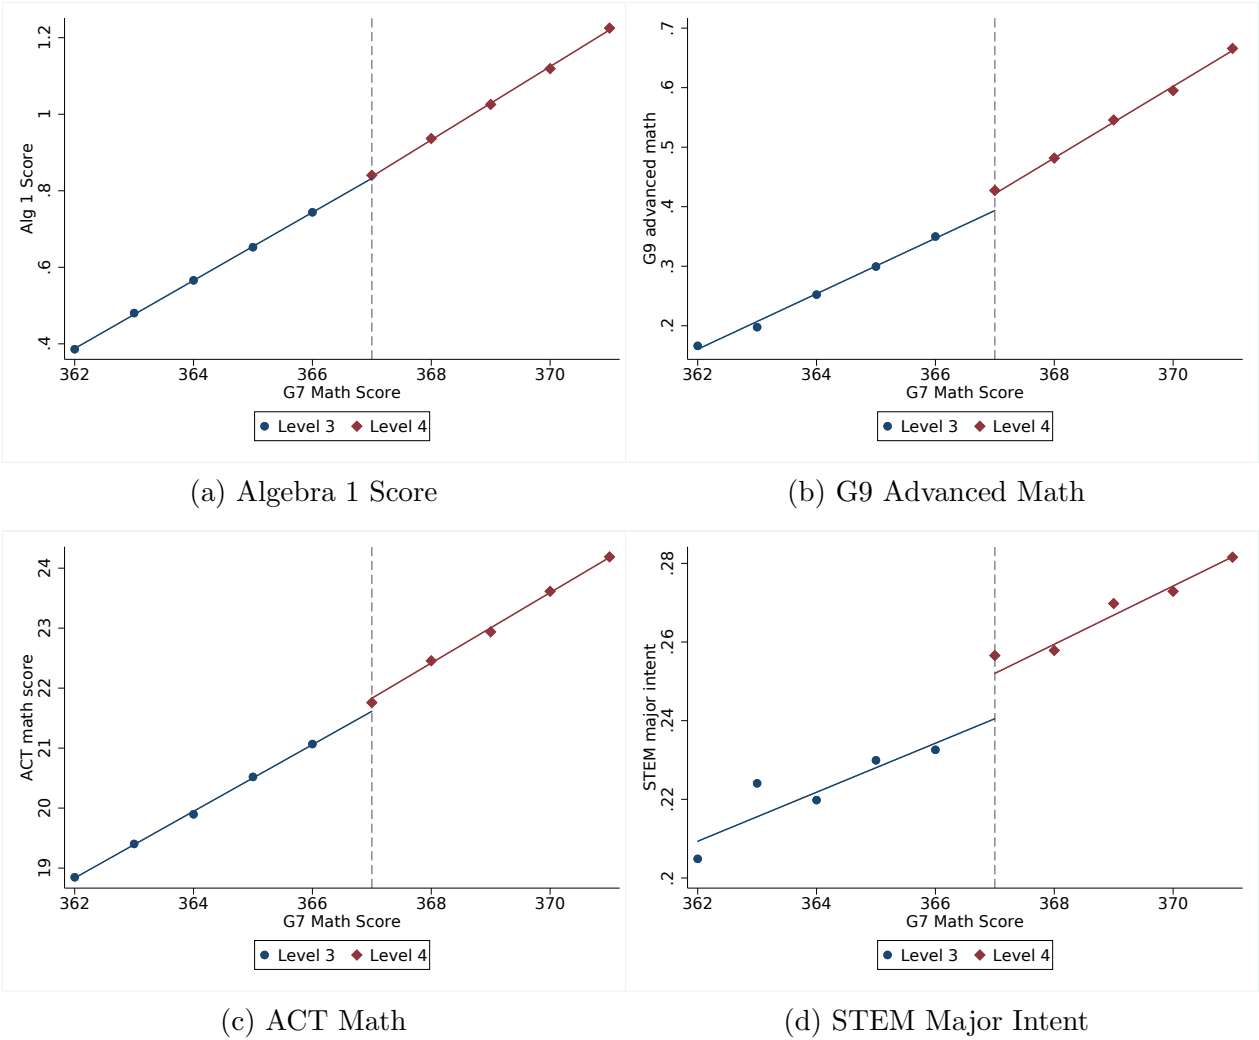 Alg 1 Score
1.2
1
.8
.6
.4
362 364 366 368 370
G7 Math Score
Level 3 Level 4
(a) Algebra 1 Score
G9 advanced math
.7
.6
.5
.4
.3
.2
362 364 366 368 370
G7 Math Score
Level 3 Level 4
(b) G9 Advanced Math
ACT math score
24
23
22
21
20
19
362 364 366 368 370
G7 Math Score
Level 3 Level 4
(c) ACT Math
STEM major intent
.28
.26
.24
.22
.2
362 364 366 368 370
G7 Math Score
Level 3 Level 4
(d) STEM Major Intent